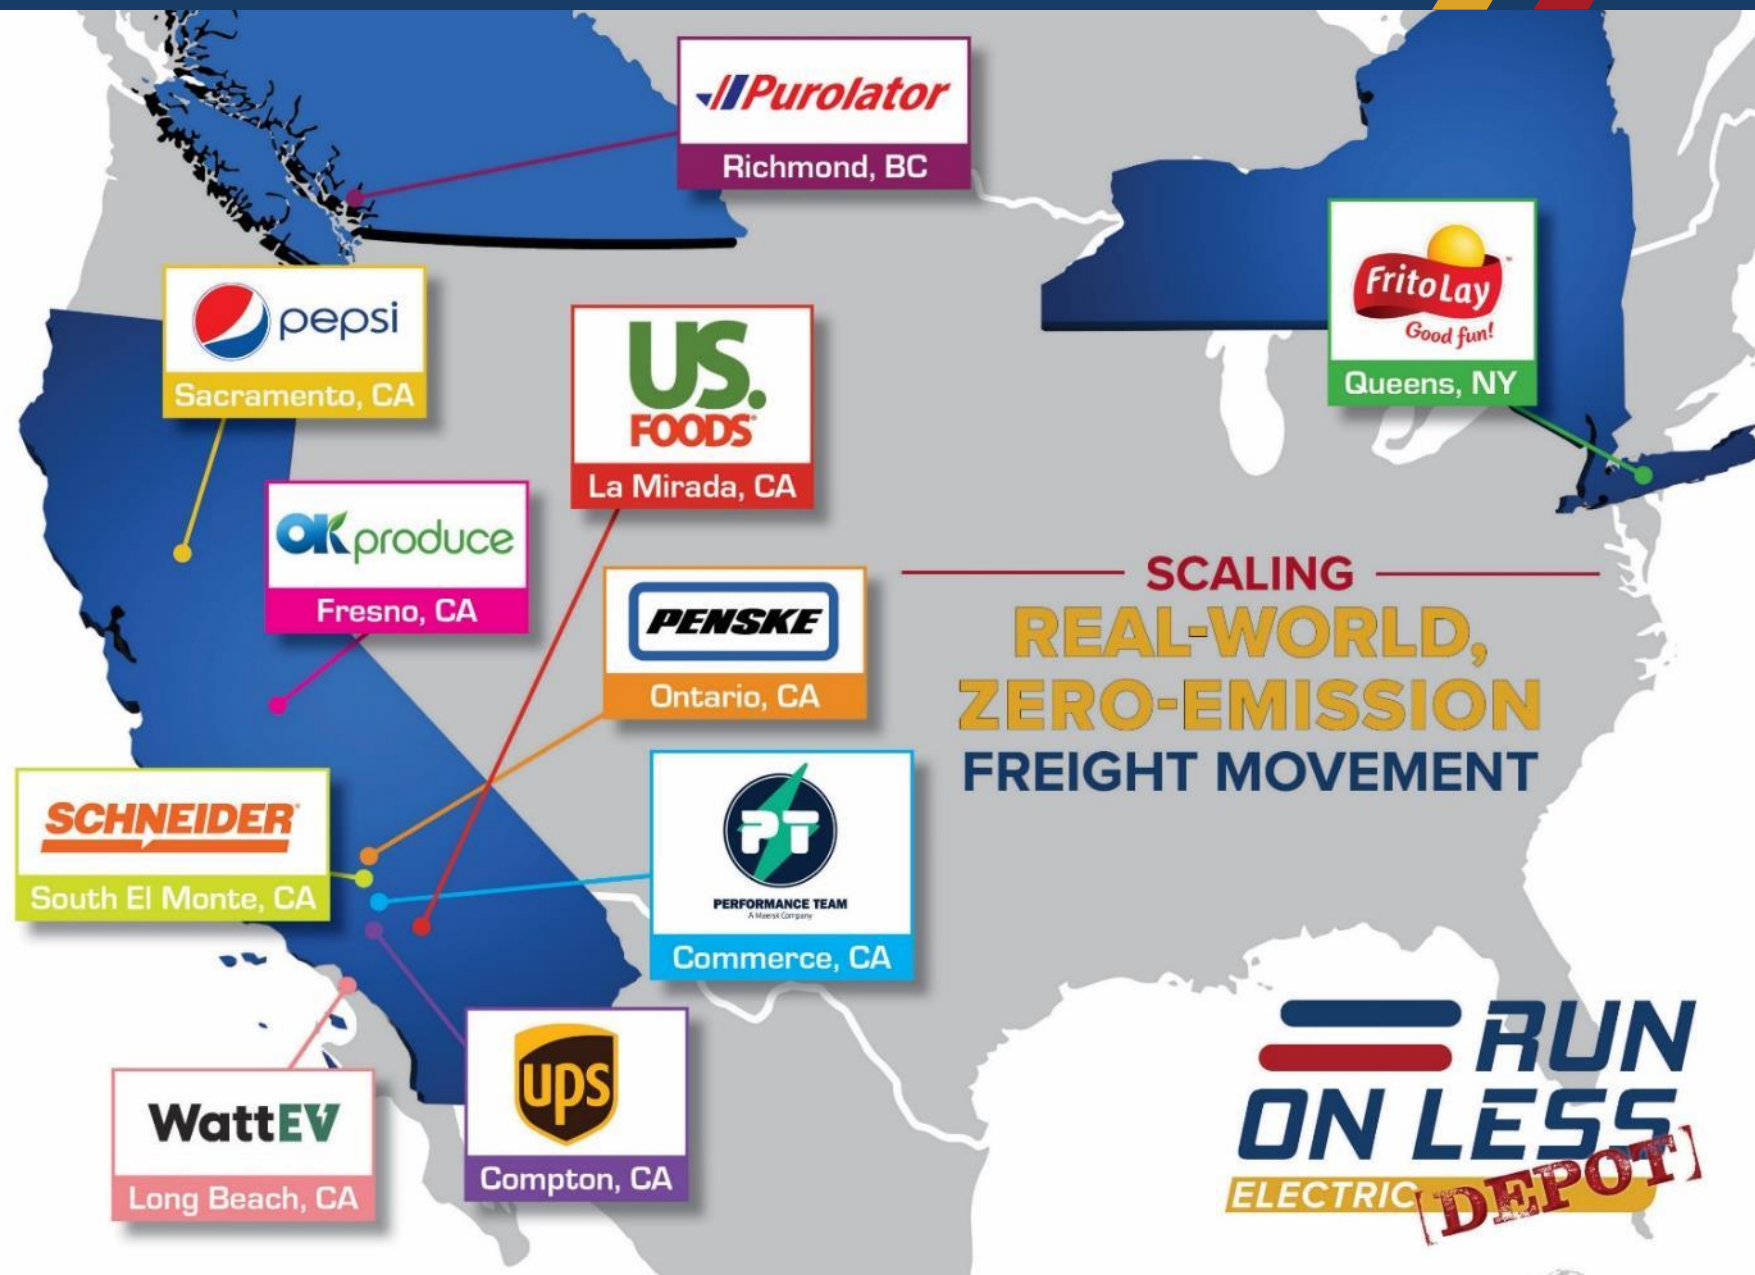 Purolator
Richmond, BC
FritoLay
Good fun!
Queens, NY
pepsi
Sacramento, CA
US.
FOODS
La Mirada, CA
OK produce
Fresno, CA
PENSKE
Ontario, CA
SCALING
REAL-WORLD,
ZERO-EMISSION
FREIGHT MOVEMENT
SCHNEIDER
South El Monte, CA
PT
PERFORMANCE TEAM
A Maersk Company
Commerce, CA
WattEV
Long Beach, CA
ups
Compton, CA
RUN
ON LESS
ELECTRIC
[DEPOT]